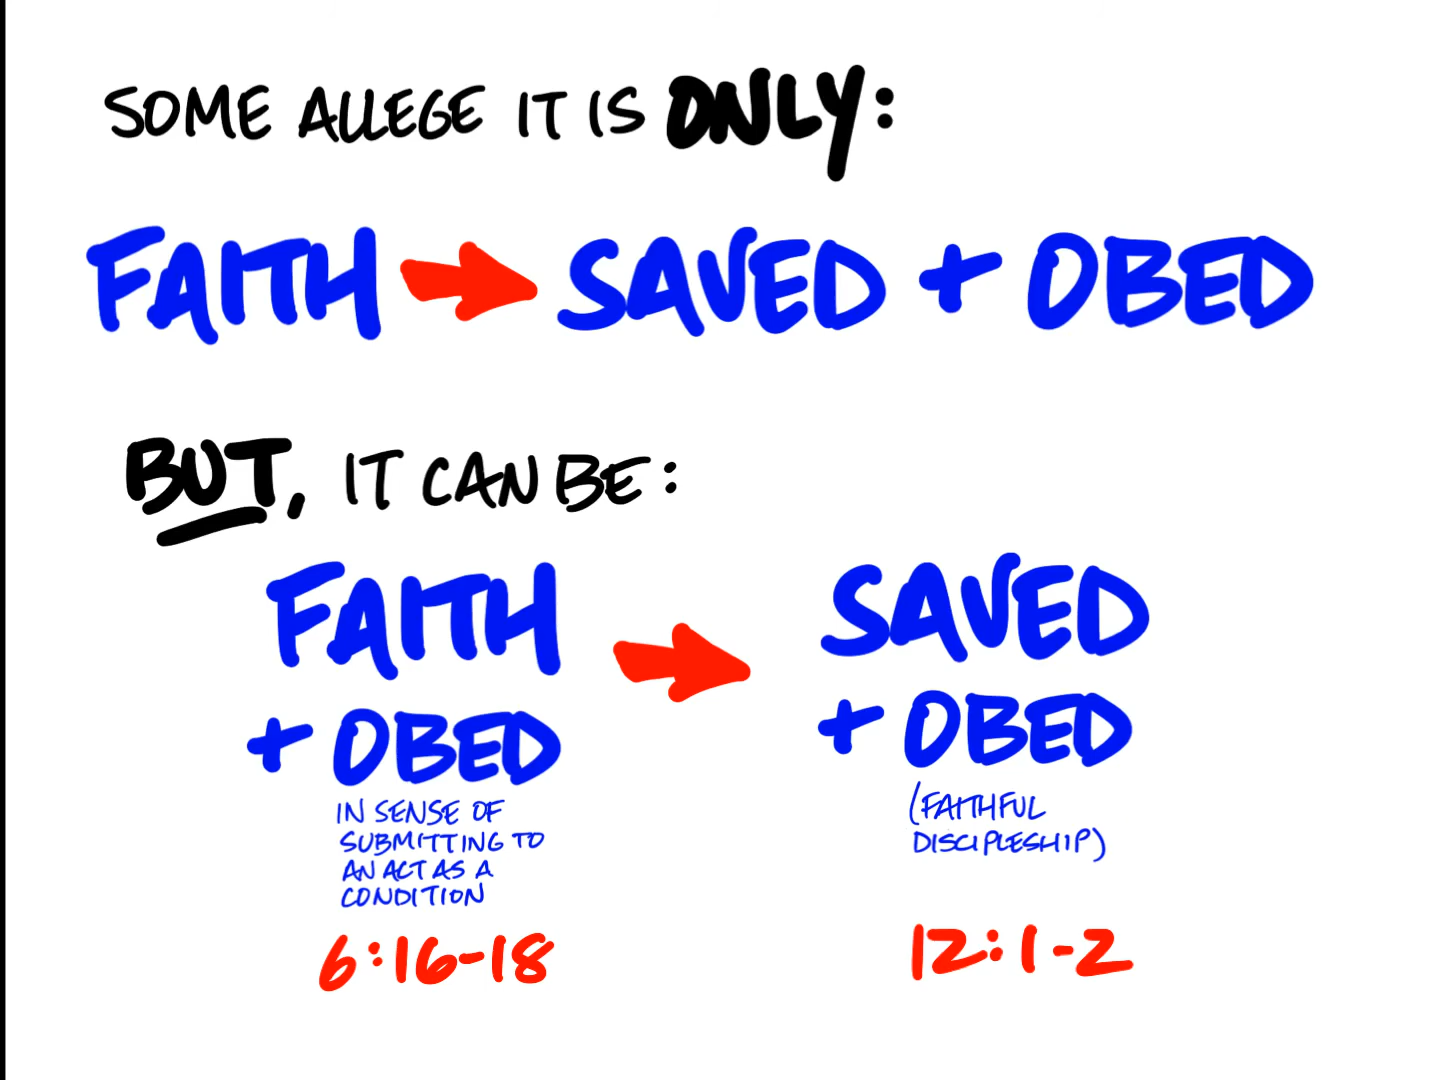 SOME ALLEGE IT IS ONLY:
FAITH → SAVED + OBED
BUT, IT CAN BE:
FAITH → SAVED
+ OBED + OBED
IN SENSE OF
SUBMITTING TO
AN ACT AS A
CONDITION
(FAITHFUL
DISCIPLESHIP)
6:16-18 12:1-2